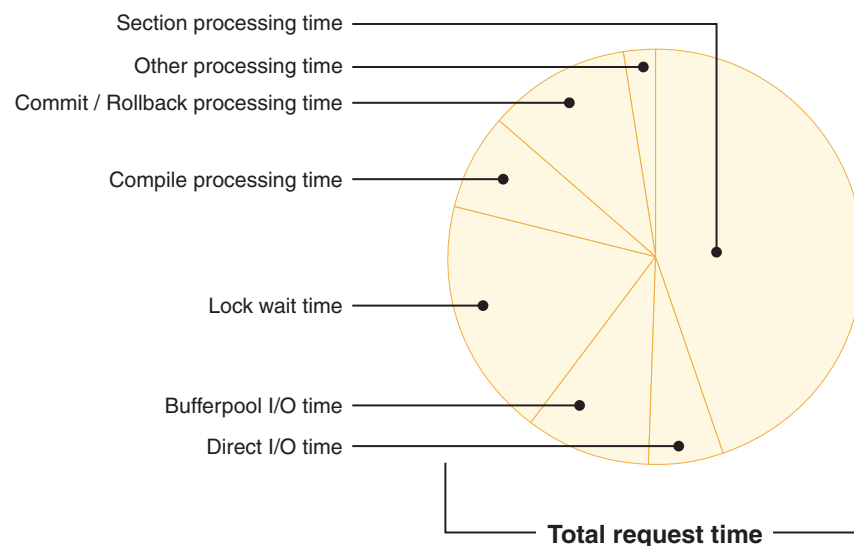 Section processing time
Other processing time
Commit / Rollback processing time
Compile processing time
Lock wait time
Bufferpool I/O time
Direct I/O time
Total request time